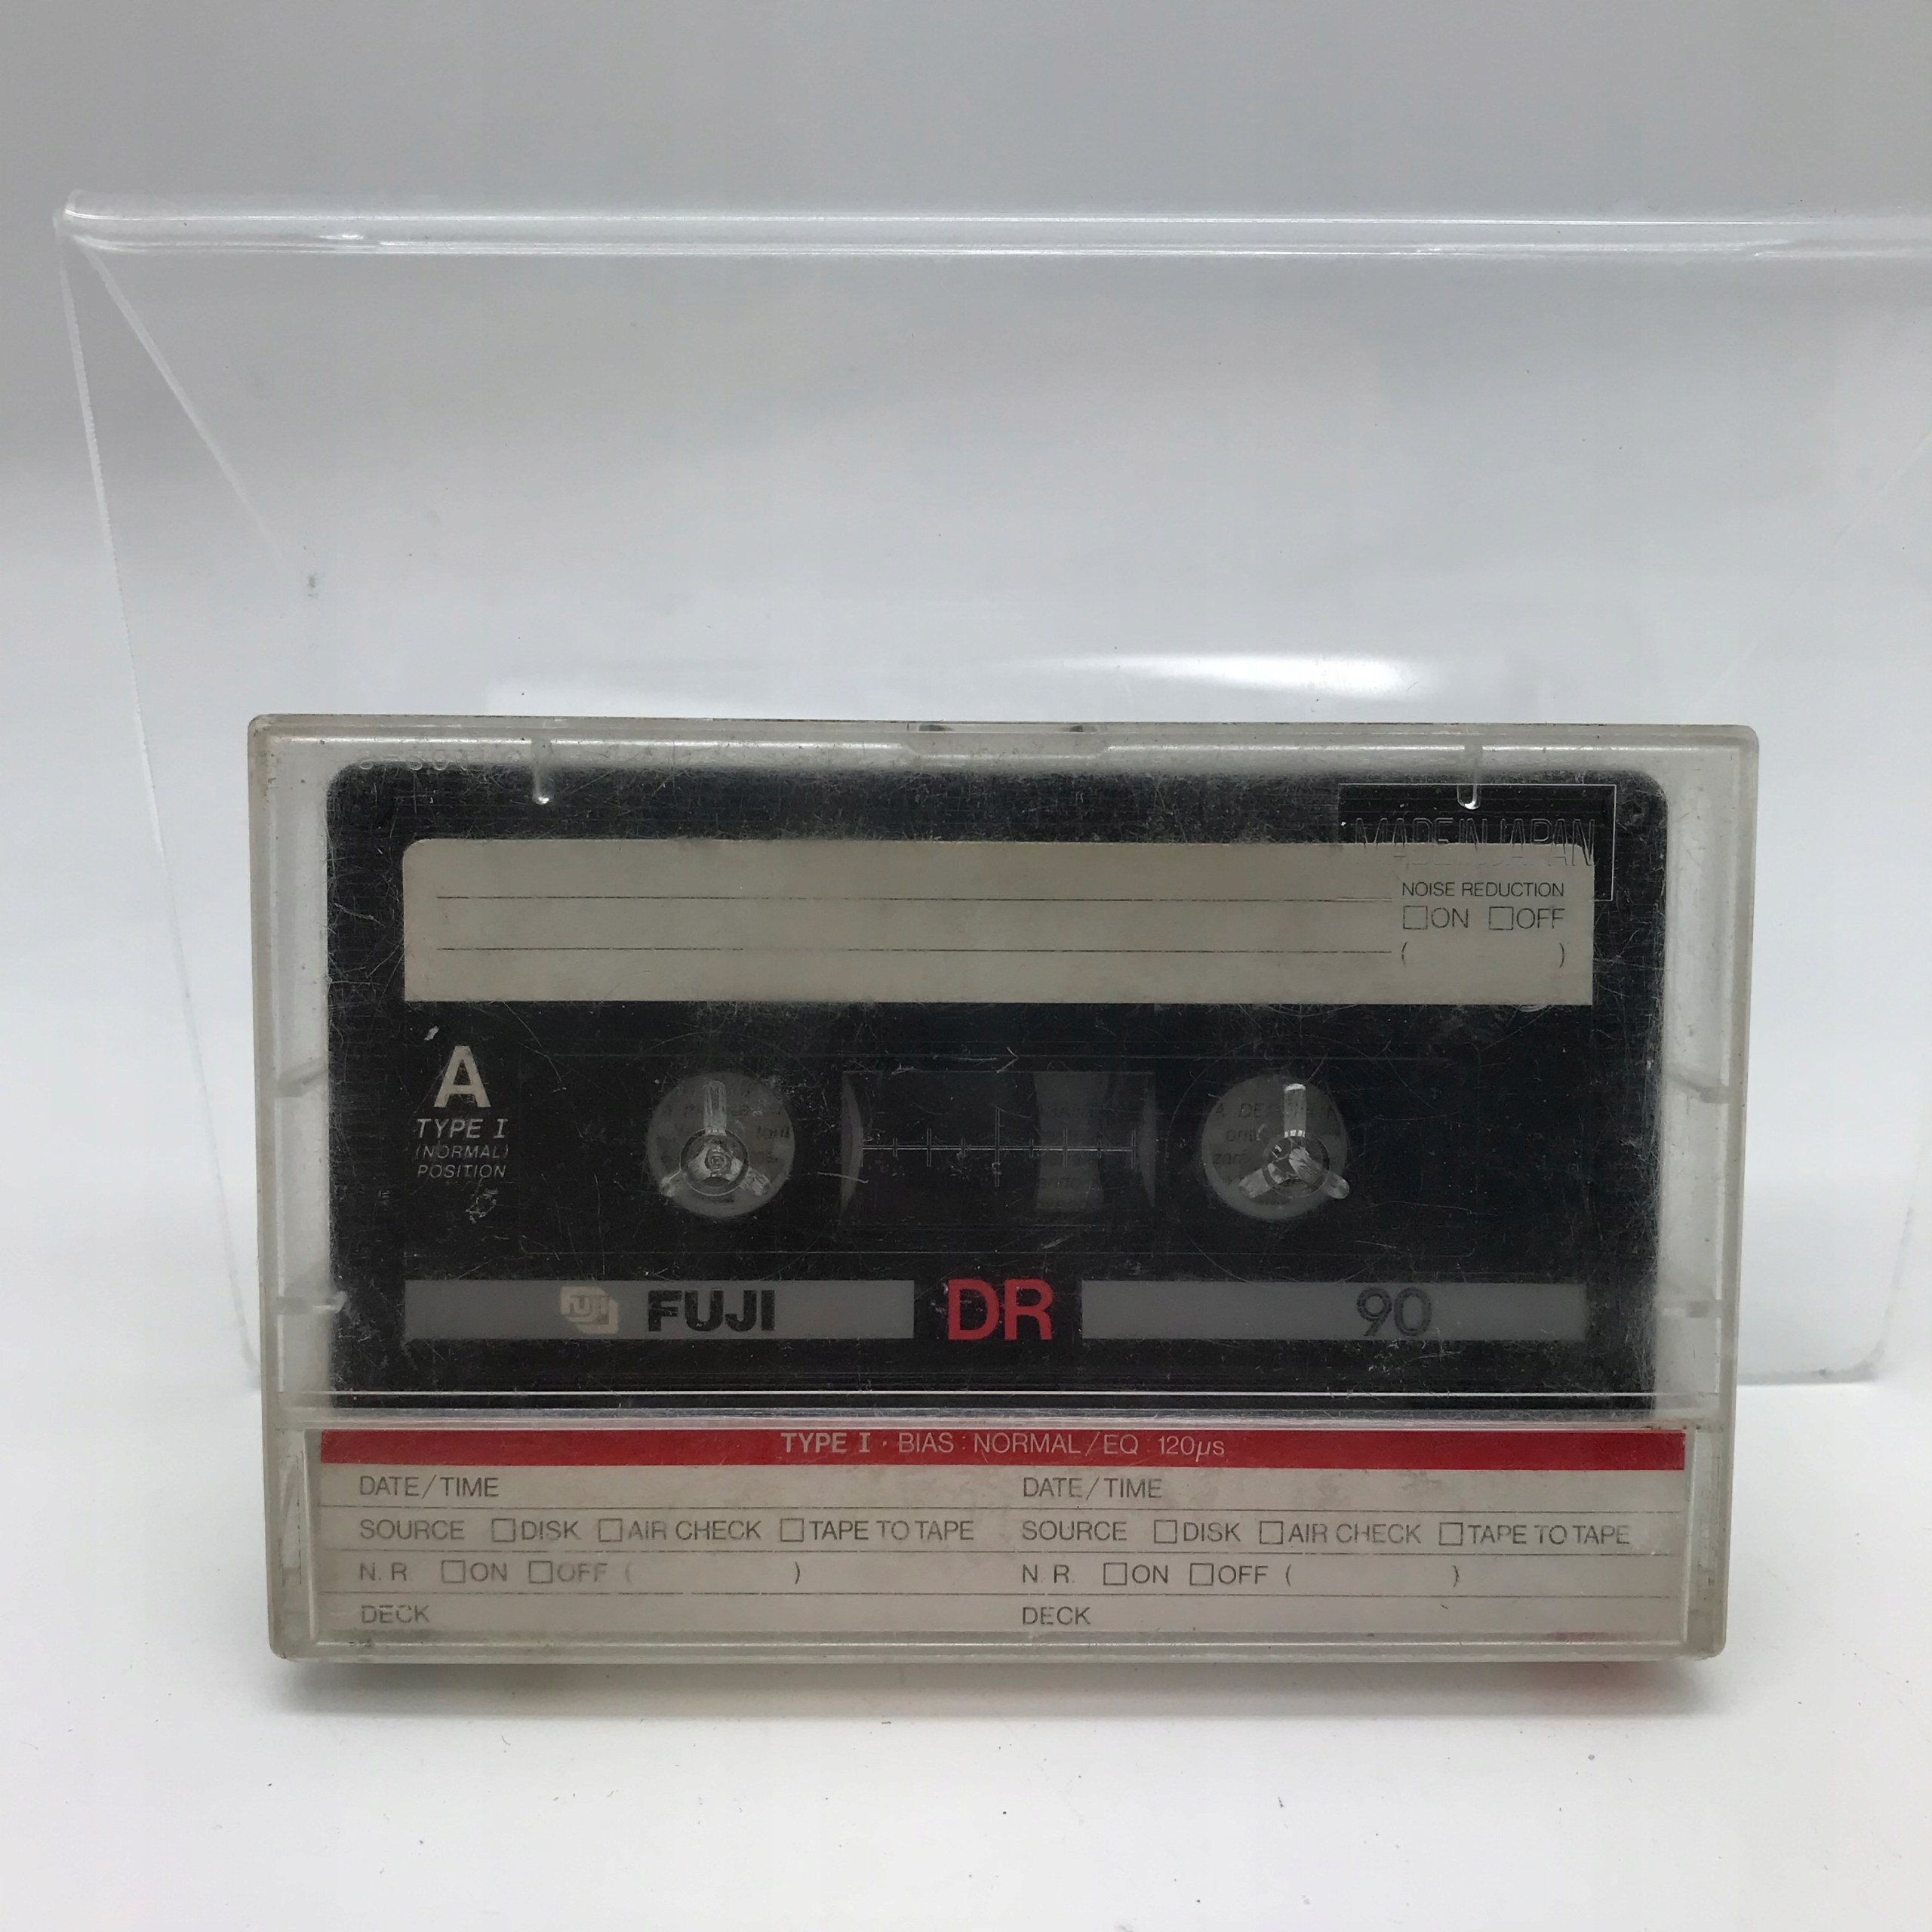 MADE IN JAPAN
NOISE REDUCTION
□ON □OFF
( )
A
TYPE I
(NORMAL)
POSITION
Fuji FUJI DR 90
TYPE I · BIAS : NORMAL / EQ : 120μs
DATE/TIME DATE/TIME
SOURCE □DISK □AIR CHECK □TAPE TO TAPE SOURCE □DISK □AIR CHECK □TAPE TO TAPE
N. R. □ON □OFF ( ) N. R. □ON □OFF ( )
DECK DECK